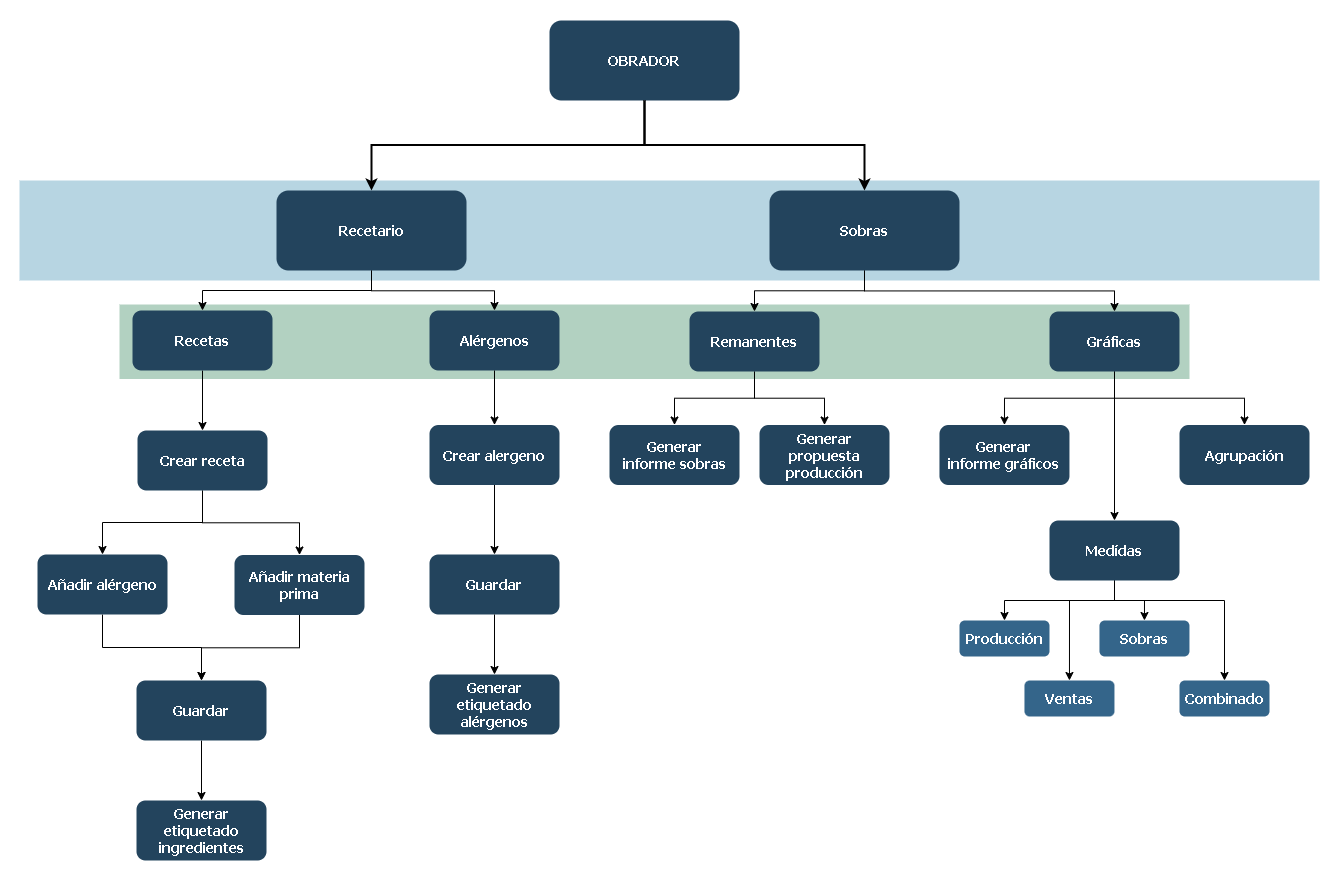 OBRADOR
Recetario
Sobras
Recetas
Alérgenos
Remanentes
Gráficas
Crear receta
Crear alergeno
Generar
informe sobras
Generar
propuesta
producción
Generar
informe gráficos
Agrupación
Medídas
Añadir alérgeno
Añadir materia
prima
Guardar
Producción
Sobras
Ventas
Combinado
Guardar
Generar
etiquetado
alérgenos
Generar
etiquetado
ingredientes